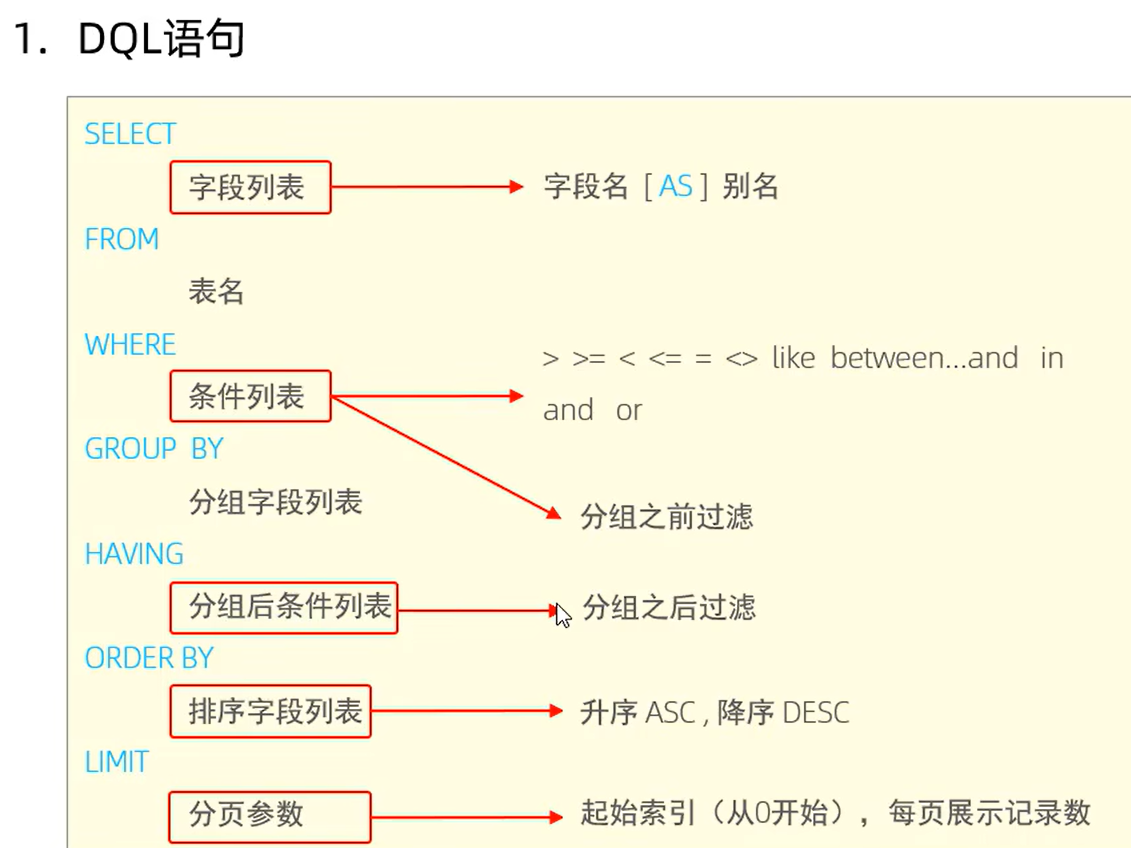 1. DQL语句
SELECT
字段列表 字段名 [ AS ] 别名
FROM
表名
WHERE
条件列表 > >= < <= = <> like between...and in
and or
GROUP BY
分组字段列表
分组之前过滤
HAVING
分组后条件列表 分组之后过滤
ORDER BY
排序字段列表 升序 ASC , 降序 DESC
LIMIT
分页参数 起始索引（从0开始），每页展示记录数